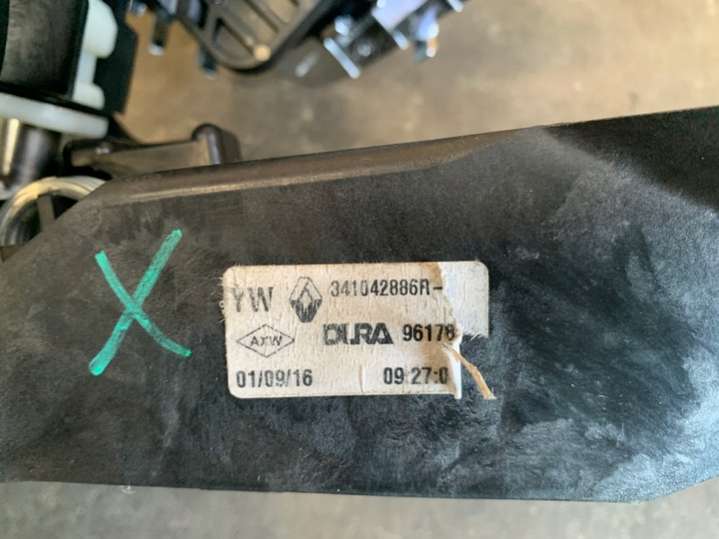 X
YW 341042886R-
AXW DURA 96178
01/09/16 09:27:0